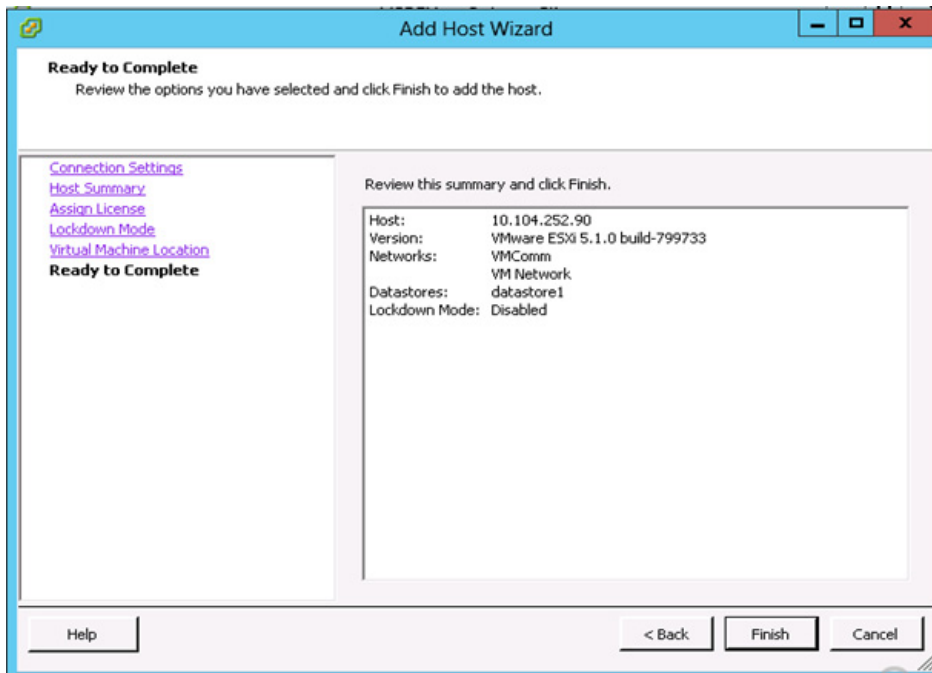 Add Host Wizard
Ready to Complete
Review the options you have selected and click Finish to add the host.
Connection Settings
Host Summary
Assign License
Lockdown Mode
Virtual Machine Location
Ready to Complete
Review this summary and click Finish.
Host: 10.104.252.90
Version: VMware ESXi 5.1.0 build-799733
Networks: VMComm
VM Network
Datastores: datastore1
Lockdown Mode: Disabled
Help
< Back
Finish
Cancel